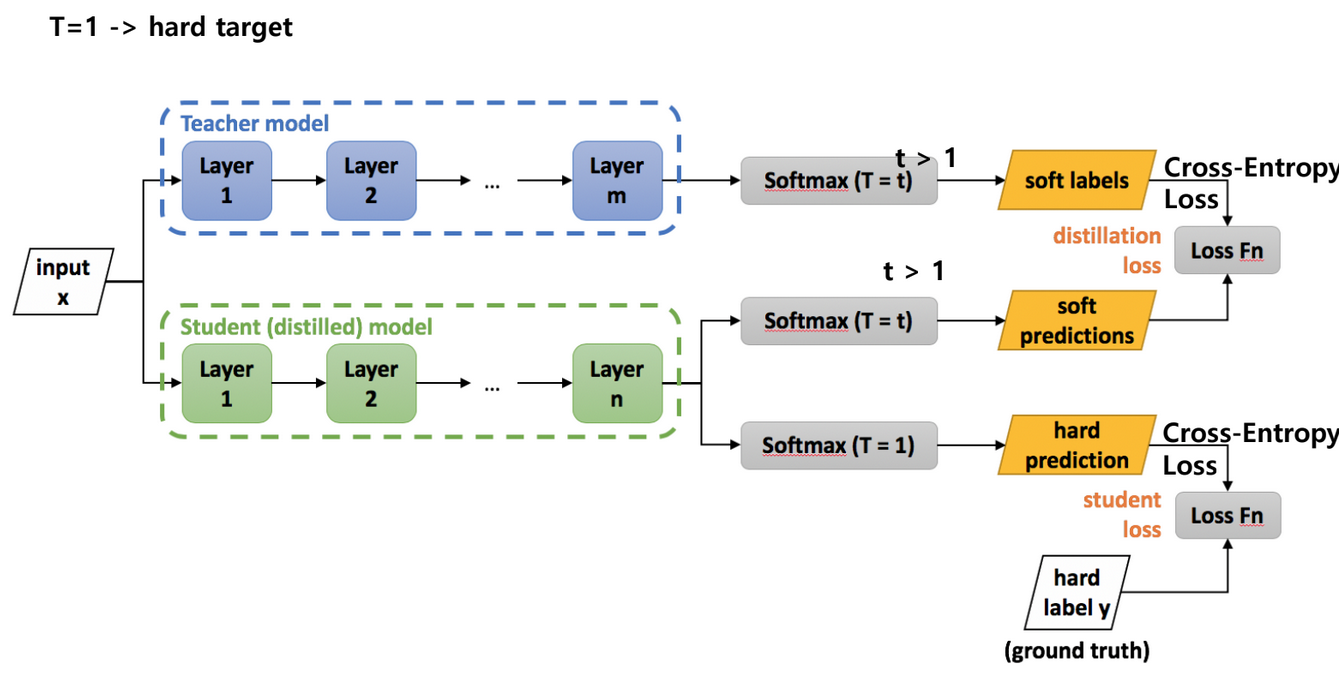 T=1 -> hard target
Teacher model
Layer
1
Layer
2
...
Layer
m
Softmax (T = t)
t > 1
soft labels
Cross-Entropy
Loss
distillation
loss
Loss Fn
input
x
t > 1
Student (distilled) model
Layer
1
Layer
2
...
Layer
n
Softmax (T = t)
soft
predictions
Softmax (T = 1)
hard
prediction
Cross-Entropy
Loss
student
loss
Loss Fn
hard
label y
(ground truth)